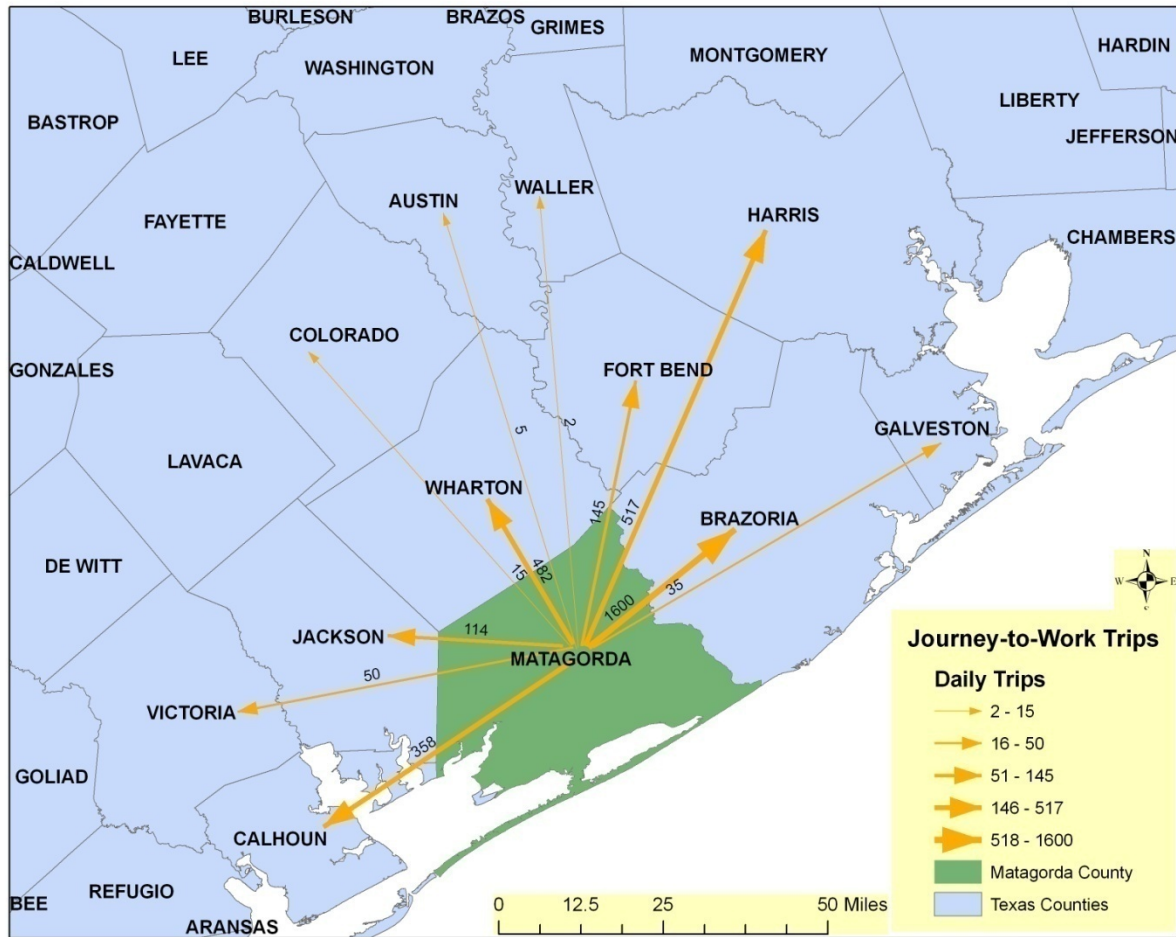 BURLESON
BRAZOS
GRIMES
HARDIN
LEE
WASHINGTON
MONTGOMERY
LIBERTY
BASTROP
JEFFERSON
AUSTIN
WALLER
FAYETTE
HARRIS
CHAMBERS
CALDWELL
COLORADO
GONZALES
FORT BEND
GALVESTON
5
2
LAVACA
WHARTON
145
517
BRAZORIA
DE WITT
15
482
1600
35
JACKSON
114
MATAGORDA
50
VICTORIA
358
GOLIAD
CALHOUN
REFUGIO
BEE
ARANSAS
N
W E
0 12.5 25 50 Miles
Journey-to-Work Trips
Daily Trips
2 - 15
16 - 50
51 - 145
146 - 517
518 - 1600
Matagorda County
Texas Counties